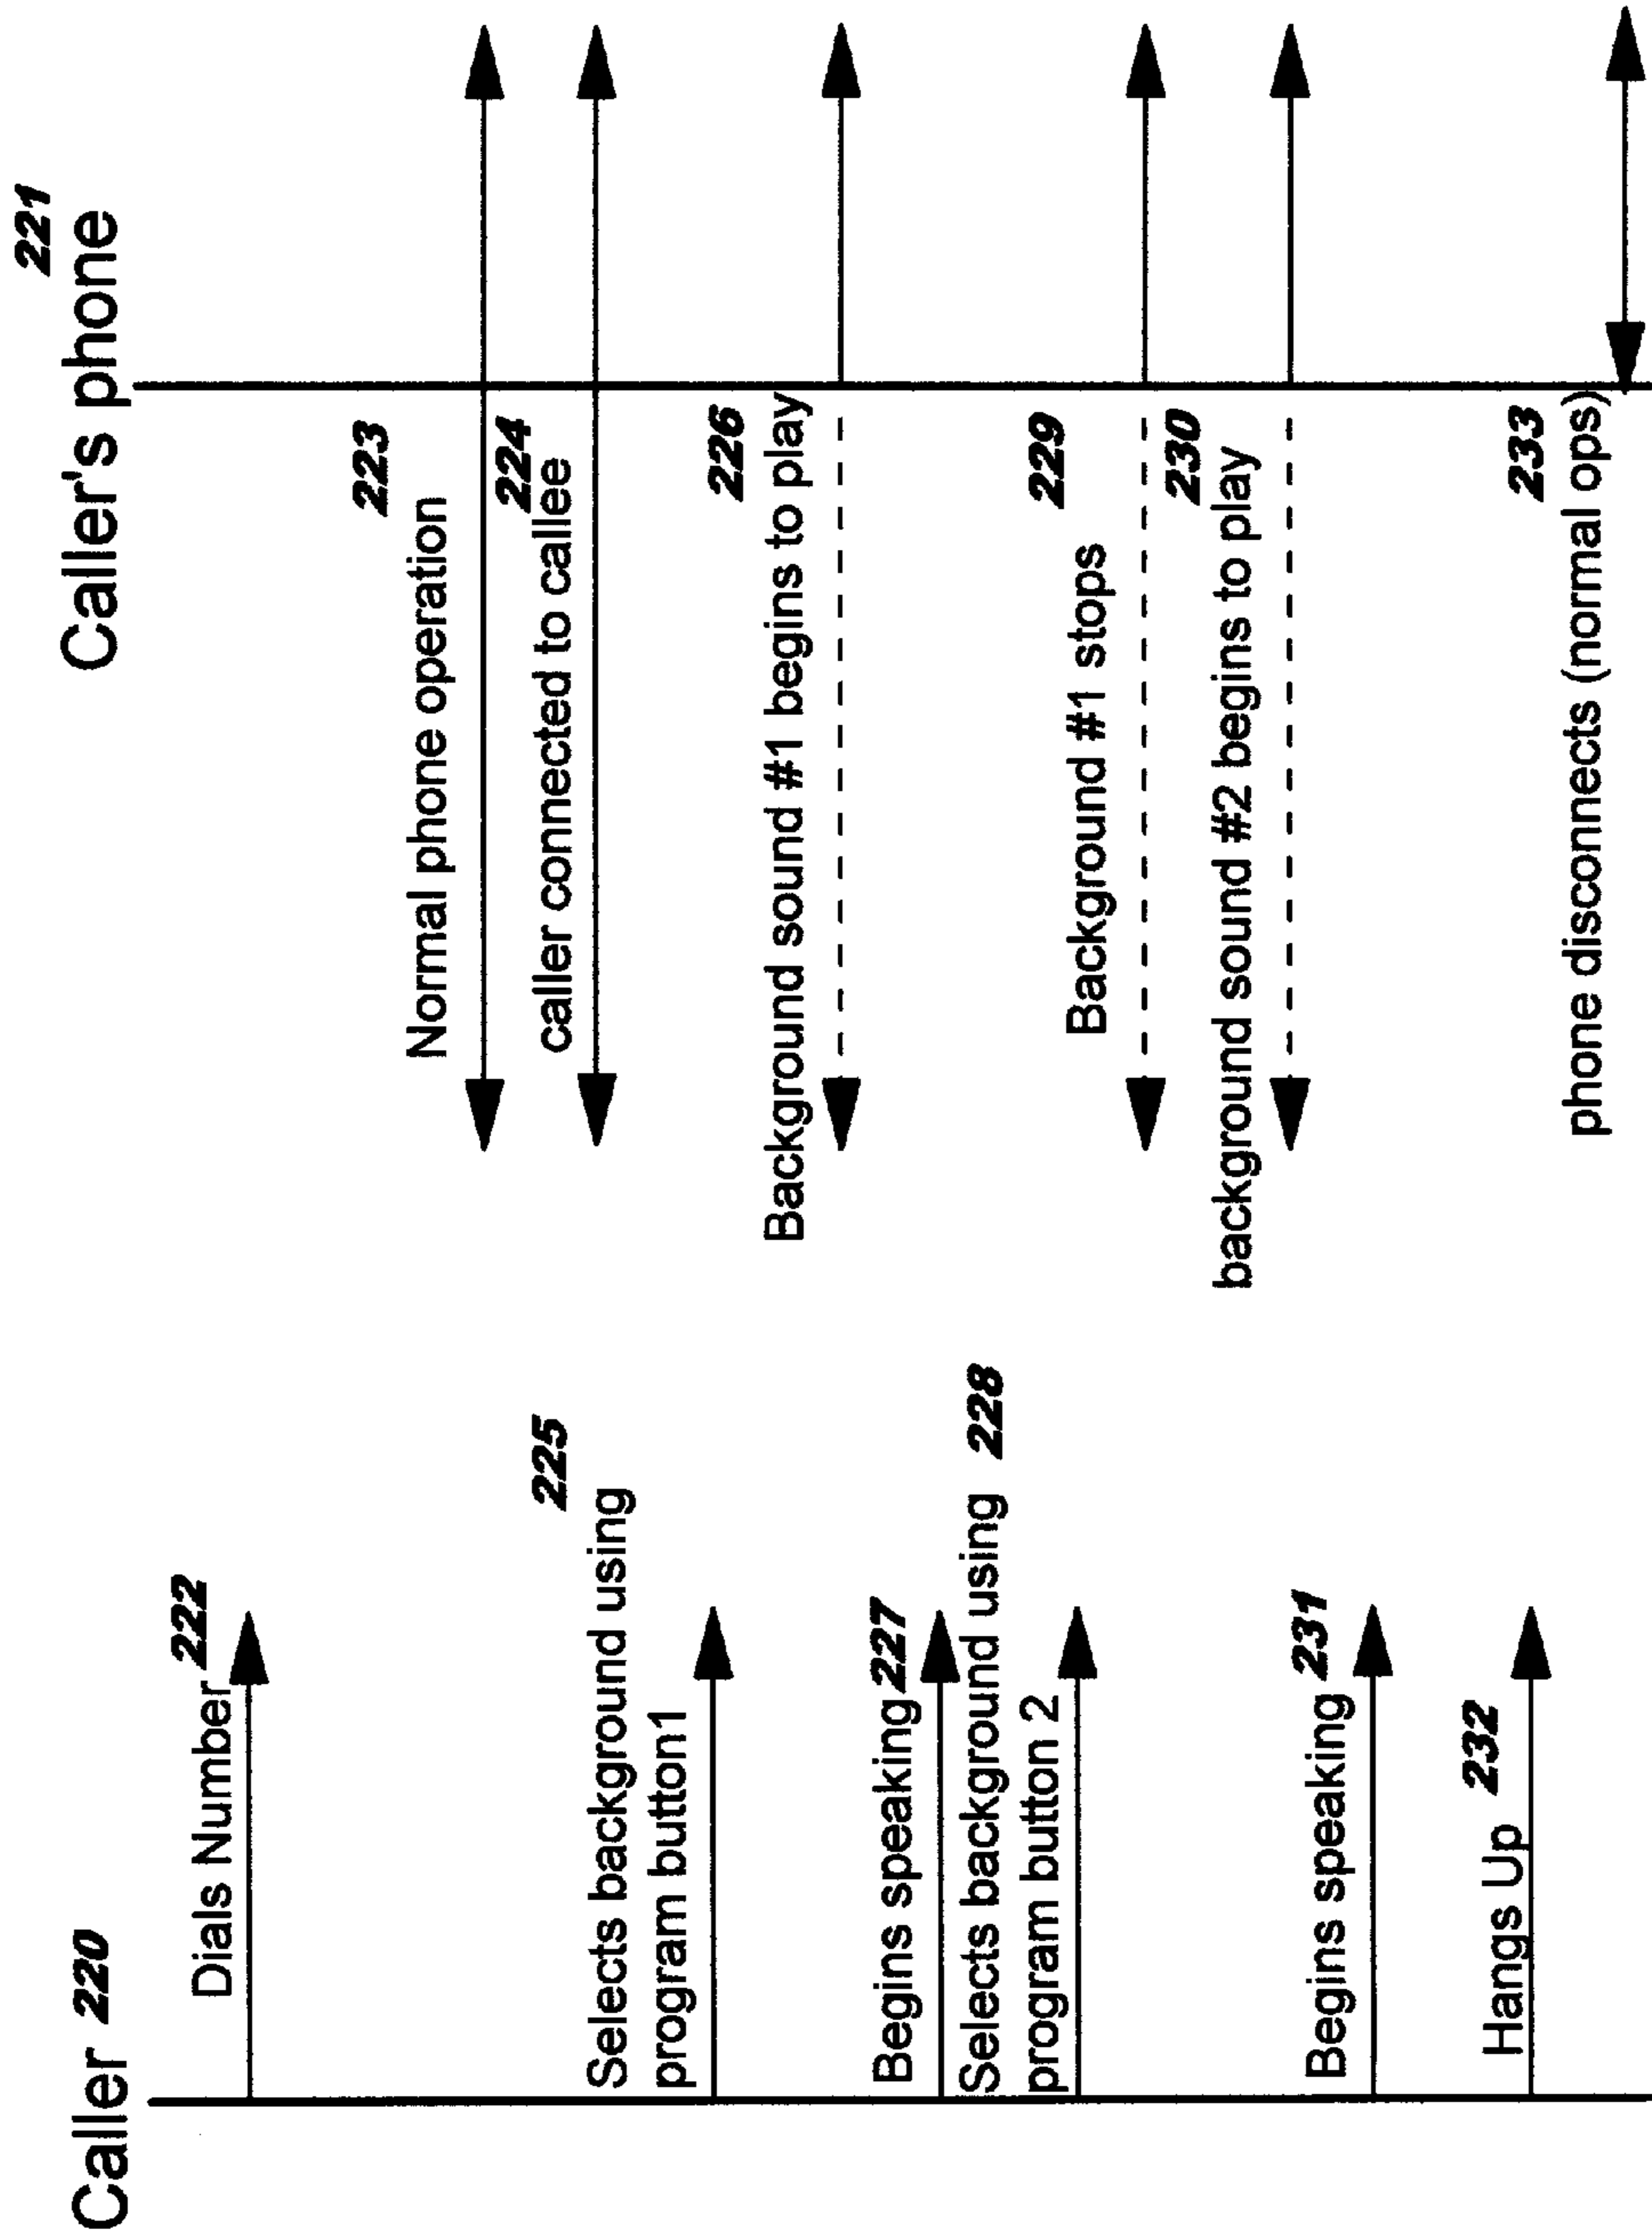 Caller 220
Caller's phone 221
Dials Number 222
Normal phone operation 223
caller connected to callee 224
Selects background using 225
program button1
Background sound #1 begins to play 226
Begins speaking 227
Selects background using 228
program button 2
Background #1 stops 229
background sound #2 begins to play 230
Begins speaking 231
Hangs Up 232
phone disconnects (normal ops) 233